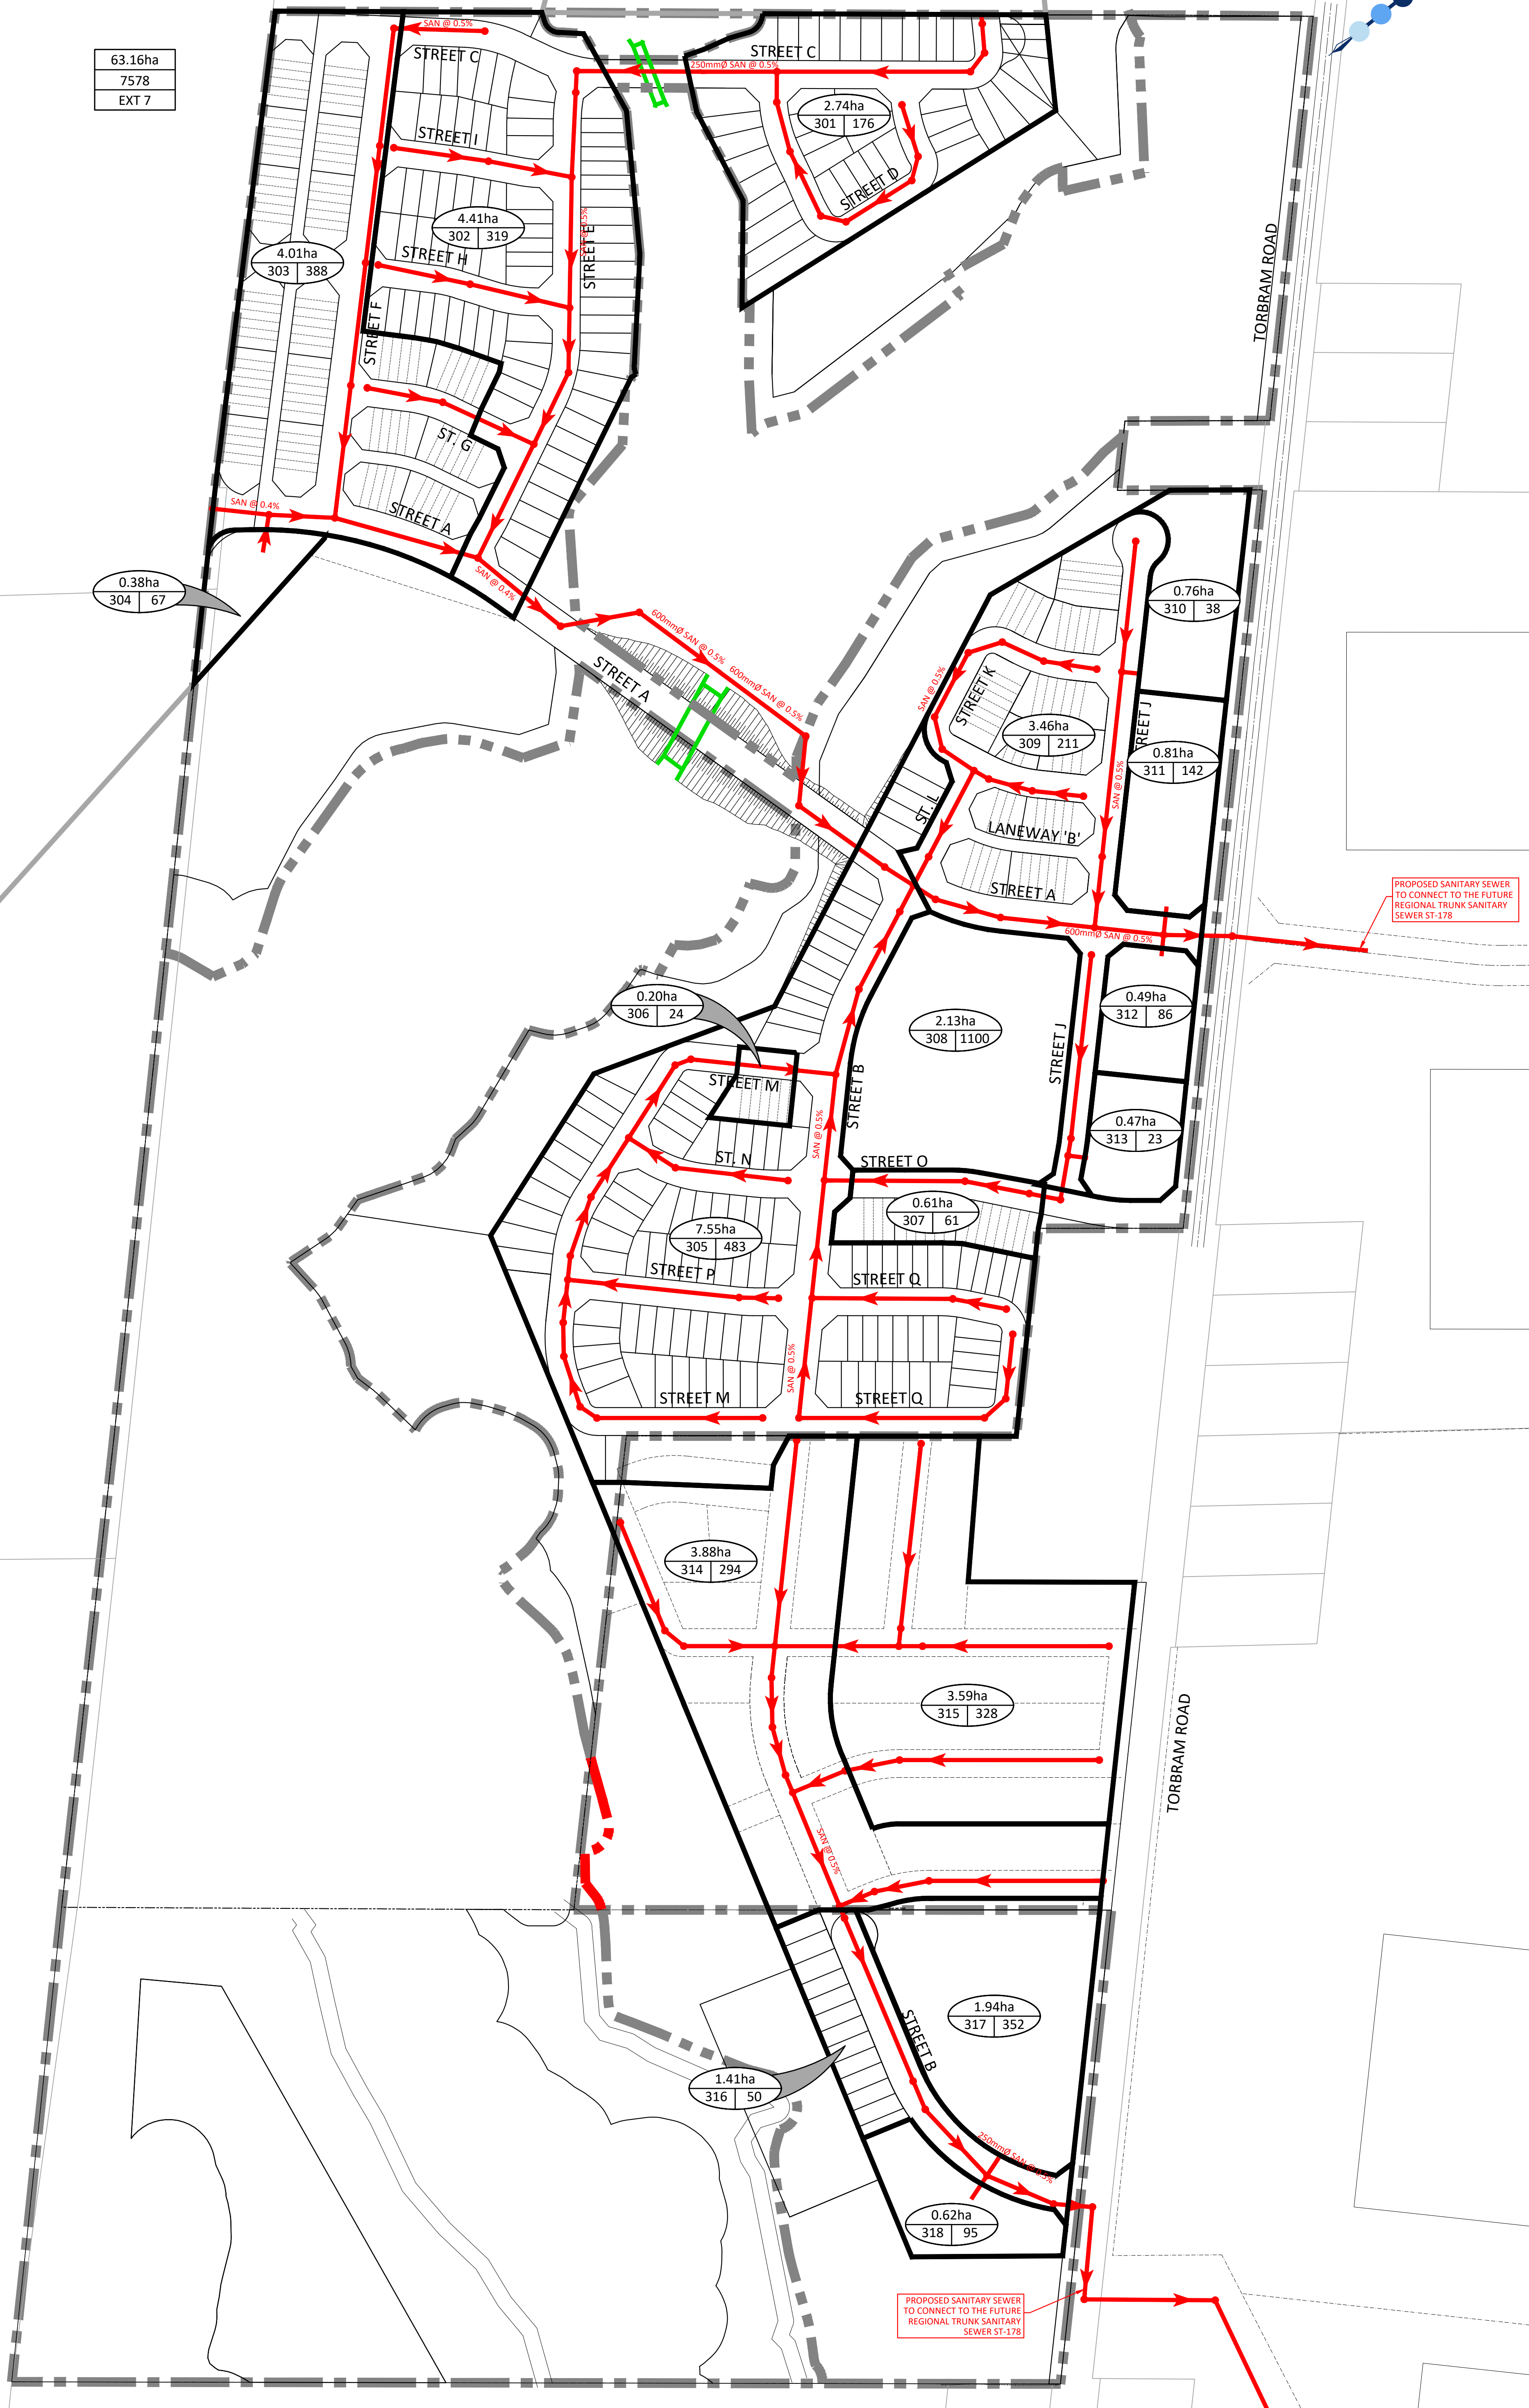 63.16ha
7578
EXT 7
SAN @ 0.5%
STREET C
STREET C
250mmØ SAN @ 0.5%
2.74ha
301 176
STREET I
STREET D
4.41ha
302 319
SAN @ 0.5%
STREET E
STREET H
4.01ha
303 388
STREET F
TORBRAM ROAD
ST. G
STREET A
SAN @ 0.4%
SAN @ 0.4%
0.38ha
304 67
0.76ha
310 38
600mmØ SAN @ 0.5%
600mmØ SAN @ 0.5%
STREET A
SAN @ 0.5%
STREET K
3.46ha
309 211
STREET J
0.81ha
311 142
SAN @ 0.5%
ST. L
LANEWAY 'B'
STREET A
PROPOSED SANITARY SEWER
TO CONNECT TO THE FUTURE
REGIONAL TRUNK SANITARY
SEWER ST-178
600mmØ SAN @ 0.5%
0.20ha
306 24
0.49ha
312 86
2.13ha
308 1100
STREET J
STREET M
STREET B
SAN @ 0.5%
0.47ha
313 23
ST. N
STREET O
0.61ha
307 61
7.55ha
305 483
STREET P
STREET Q
SAN @ 0.5%
STREET M
STREET Q
3.88ha
314 294
3.59ha
315 328
TORBRAM ROAD
SAN @ 0.5%
1.94ha
317 352
STREET B
1.41ha
316 50
250mmØ SAN @ 0.5%
0.62ha
318 95
PROPOSED SANITARY SEWER
TO CONNECT TO THE FUTURE
REGIONAL TRUNK SANITARY
SEWER ST-178